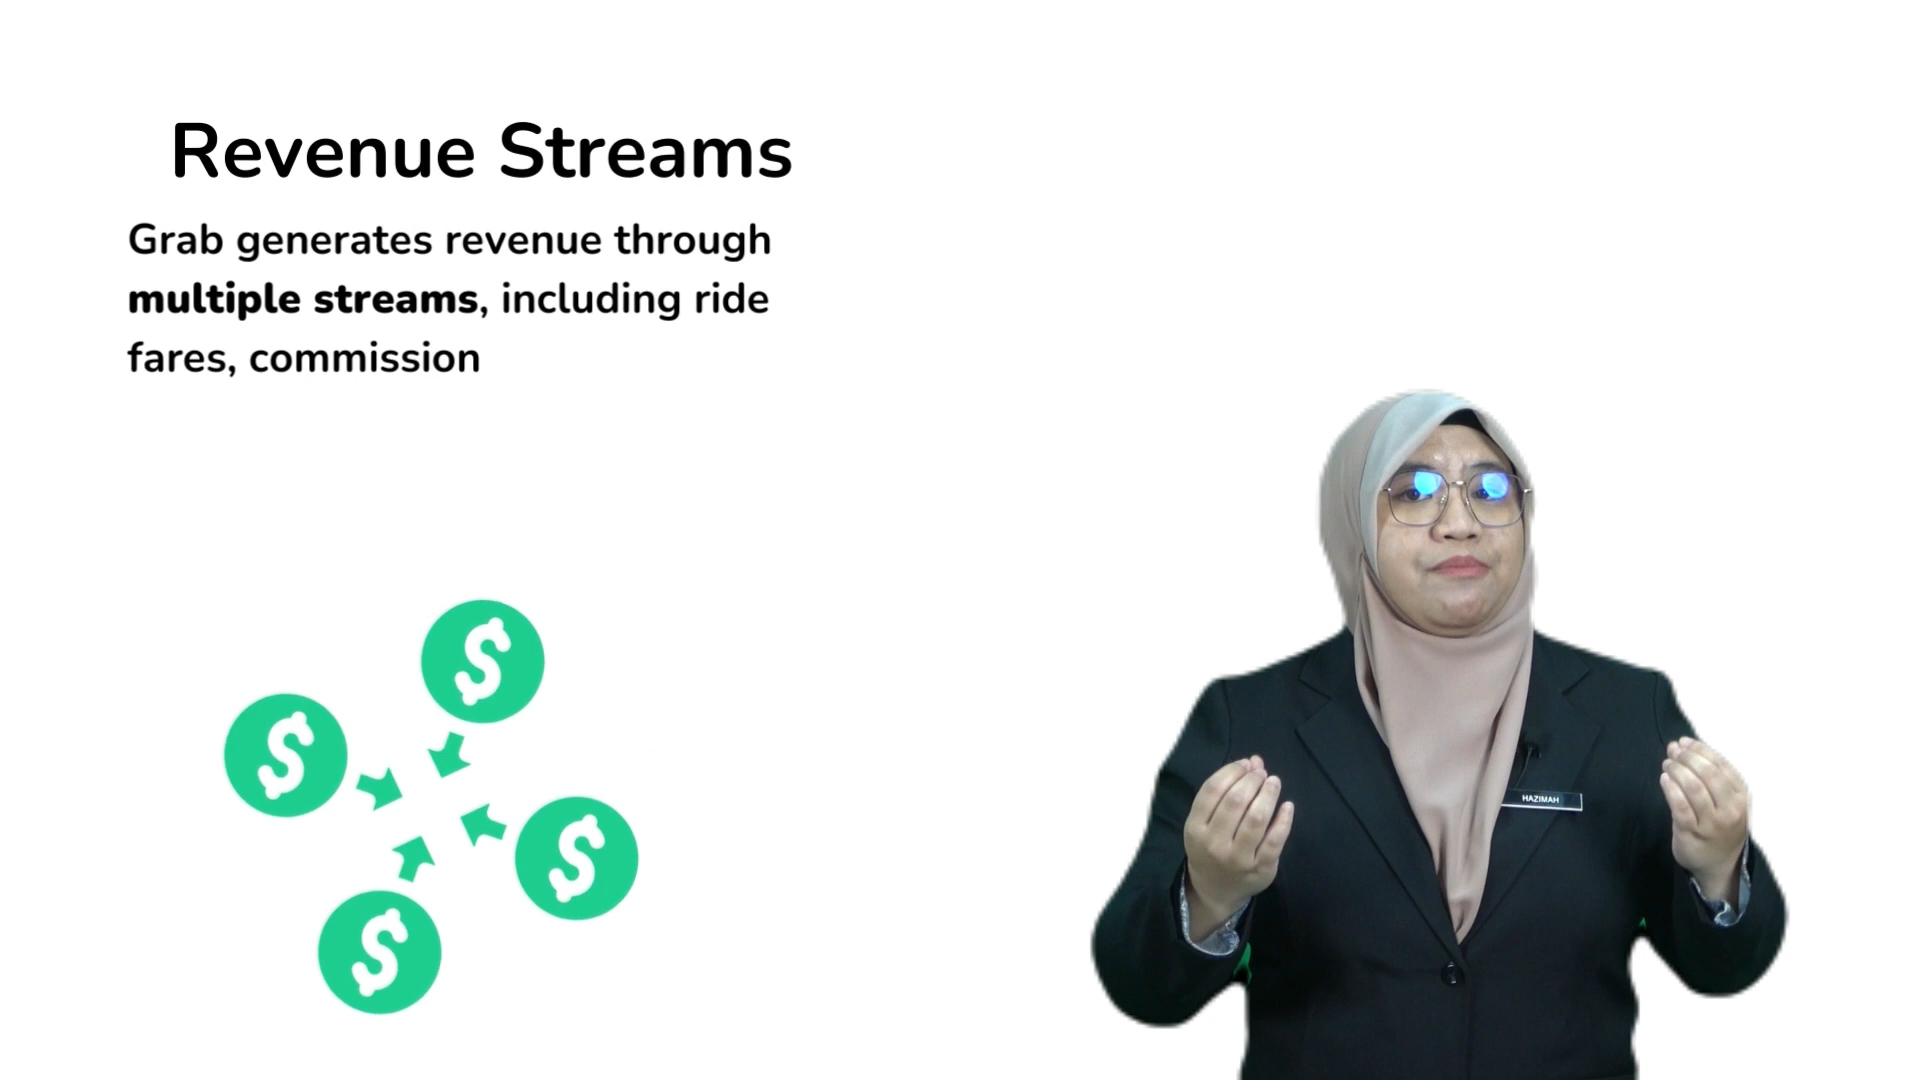 Revenue Streams
Grab generates revenue through
multiple streams, including ride
fares, commission
$
$
$
$
HAZIMAH